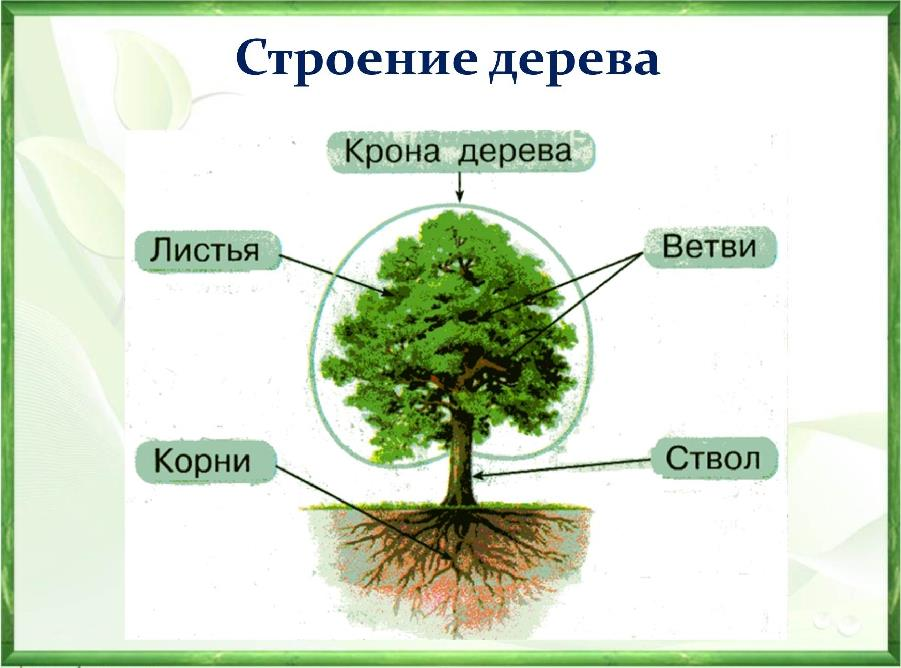 Строение дерева
Крона дерева
Листья
Ветви
Корни
Ствол